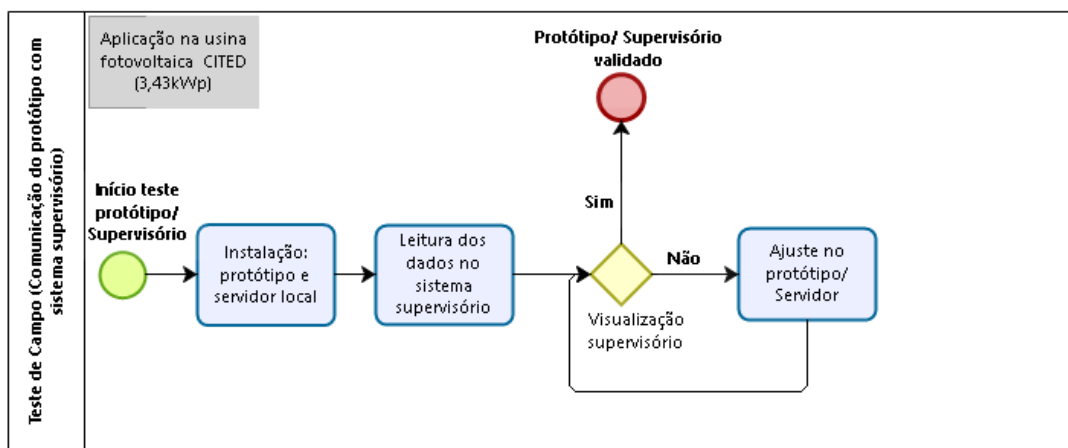 Teste de Campo (Comunicação do protótipo com
sistema supervisório)
Aplicação na usina
fotovoltaica CITED
(3,43kWp)
Protótipo/ Supervisório
validado
Início teste
protótipo/
Supervisório
Instalação:
protótipo e
servidor local
Leitura dos
dados no
sistema
supervisório
Sim
Visualização
supervisório
Não
Ajuste no
protótipo/
Servidor